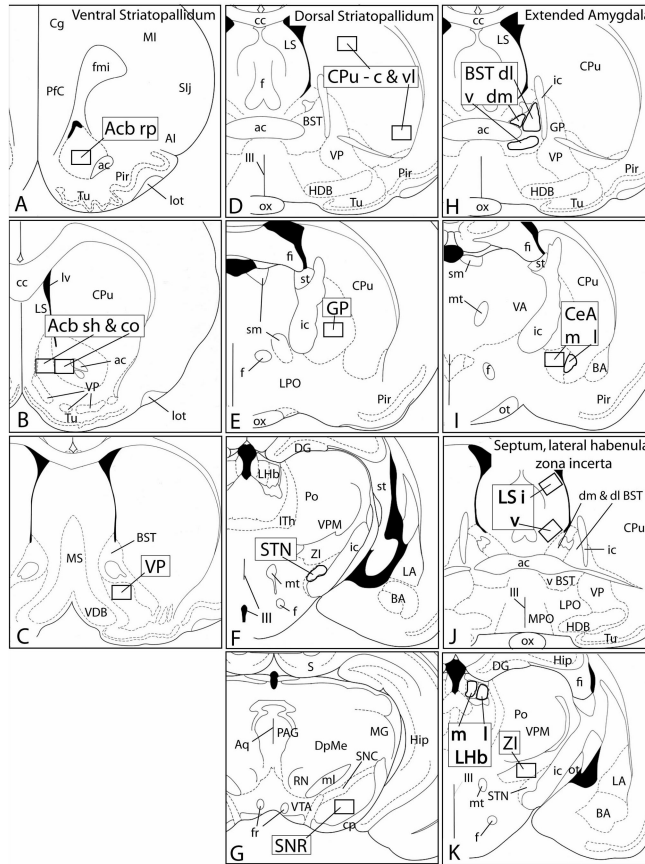 Ventral Striatopallidum
Cg
MI
fmi
PfC
SIj
Acb rp
AI
ac
Pir
Tu
lot
A
Dorsal Striatopallidum
cc
LS
CPu - c & vl
f
BST
ac
III
VP
HDB
Pir
Tu
ox
D
Extended Amygdala
cc
LS
CPu
BST dl
v dm
ic
ac
GP
VP
HDB
Pir
Tu
ox
H
lv
cc
CPu
LS
Acb sh & co
ac
VP
Tu
lot
B
fi
st
CPu
GP
sm
ic
f
LPO
Pir
ox
E
fi
sm
st
CPu
mt
VA
CeA
m l
ic
f
BA
ot
Pir
I
BST
MS
VP
VDB
C
DG
LHb
st
Po
ITh
VPM
ic
STN
ZI
mt
LA
BA
III
f
F
Septum, lateral habenula
zona incerta
LS i
dm & dl BST
v
CPu
ic
ac
v BST
VP
III
LPO
MPO
HDB
ox
Tu
J
S
Aq
PAG
MG
DpMe
Hip
SNC
RN
ml
VTA
fr
cp
SNR
G
DG
Hip
fi
Po
m l
VPM
LHb
ZI
III
ic
ot
LA
mt
STN
BA
f
K